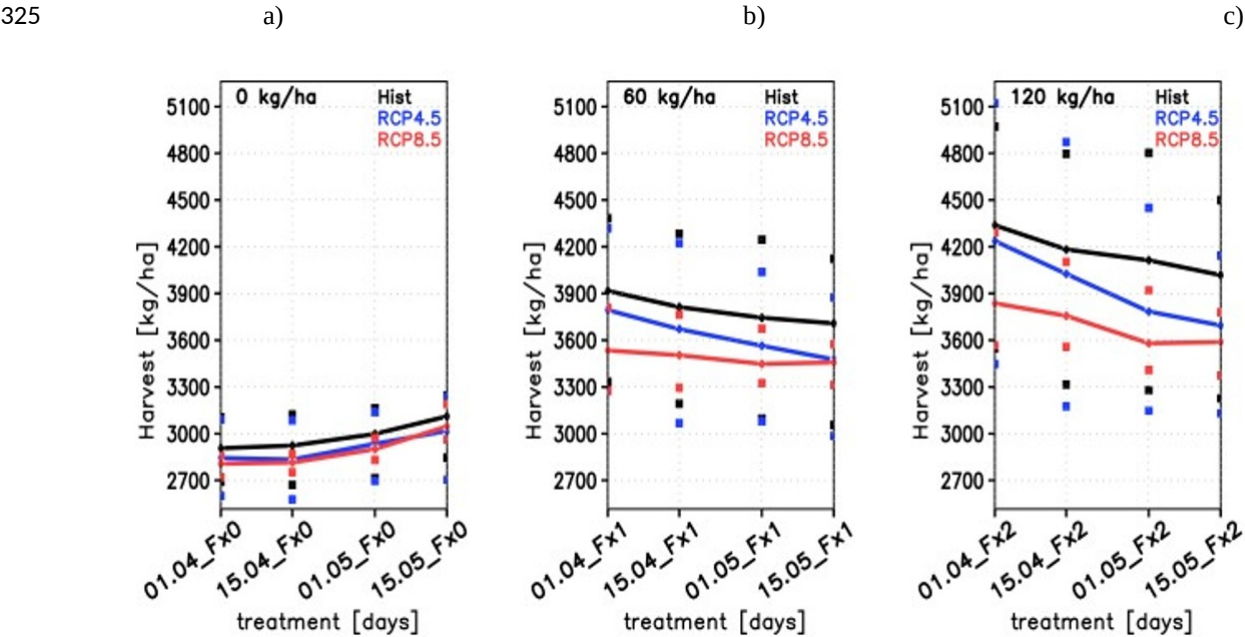 325 a) b) c)
0 kg/ha Hist
RCP4.5
RCP8.5
5100
4800
4500
4200
3900
3600
3300
3000
2700
Harvest [kg/ha]
01.04_Fx0 15.04_Fx0 01.05_Fx0 15.05_Fx0
treatment [days]
60 kg/ha Hist
RCP4.5
RCP8.5
5100
4800
4500
4200
3900
3600
3300
3000
2700
Harvest [kg/ha]
01.04_Fx1 15.04_Fx1 01.05_Fx1 15.05_Fx1
treatment [days]
120 kg/ha Hist
RCP4.5
RCP8.5
5100
4800
4500
4200
3900
3600
3300
3000
2700
Harvest [kg/ha]
01.04_Fx2 15.04_Fx2 01.05_Fx2 15.05_Fx2
treatment [days]